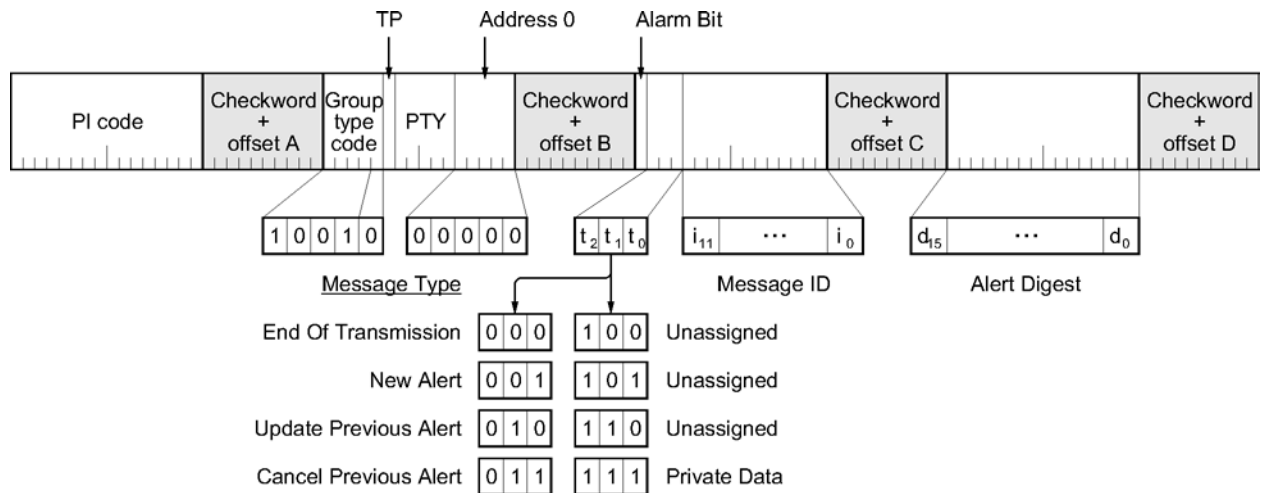 TP Address 0 Alarm Bit
PI code Checkword + offset A Group type code PTY Checkword + offset B Checkword + offset C Checkword + offset D
1 0 0 1 0 0 0 0 0 0 t2 t1 t0 i11 ... i0 d15 ... d0
Message Type Message ID Alert Digest
End Of Transmission 0 0 0 1 0 0 Unassigned
New Alert 0 0 1 1 0 1 Unassigned
Update Previous Alert 0 1 0 1 1 0 Unassigned
Cancel Previous Alert 0 1 1 1 1 1 Private Data